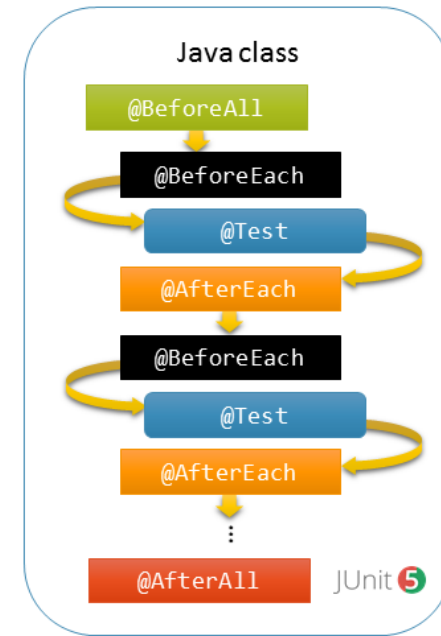 Java class
@BeforeAll
@BeforeEach
@Test
@AfterEach
@BeforeEach
@Test
@AfterEach
...
@AfterAll
JUnit 5